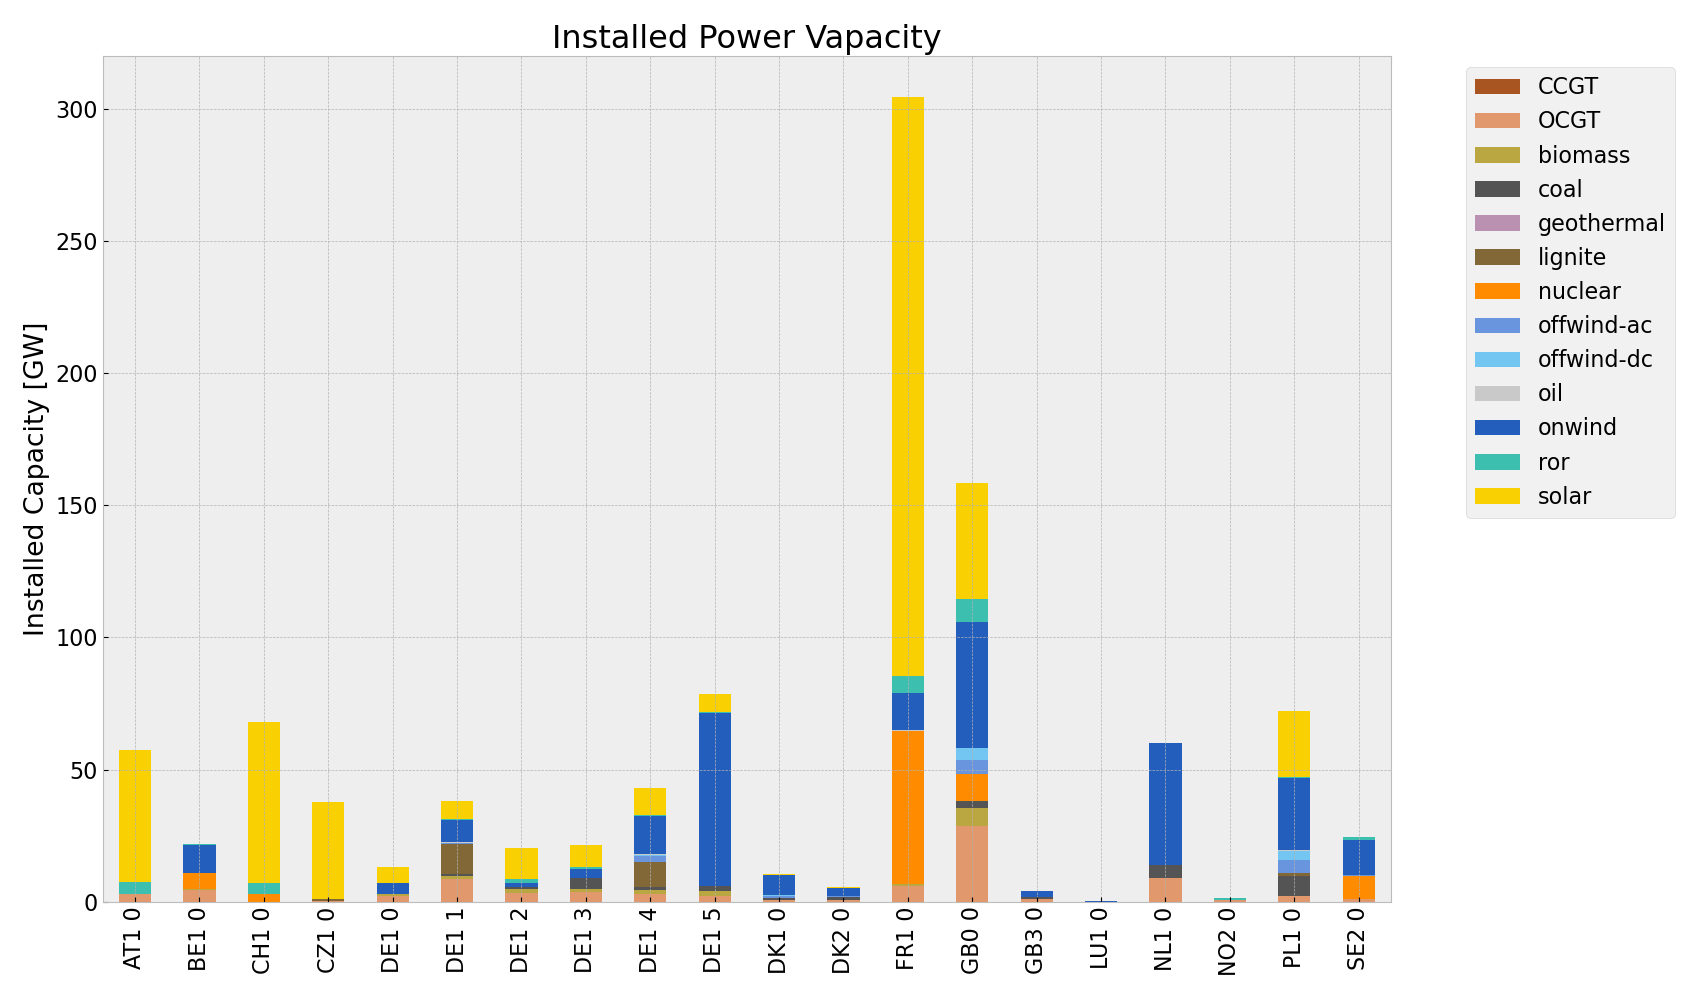 Installed Power Vapacity
Installed Capacity [GW]
300
250
200
150
100
50
0
AT1 0
BE1 0
CH1 0
CZ1 0
DE1 0
DE1 1
DE1 2
DE1 3
DE1 4
DE1 5
DK1 0
DK2 0
FR1 0
GB0 0
GB3 0
LU1 0
NL1 0
NO2 0
PL1 0
SE2 0
CCGT
OCGT
biomass
coal
geothermal
lignite
nuclear
offwind-ac
offwind-dc
oil
onwind
ror
solar